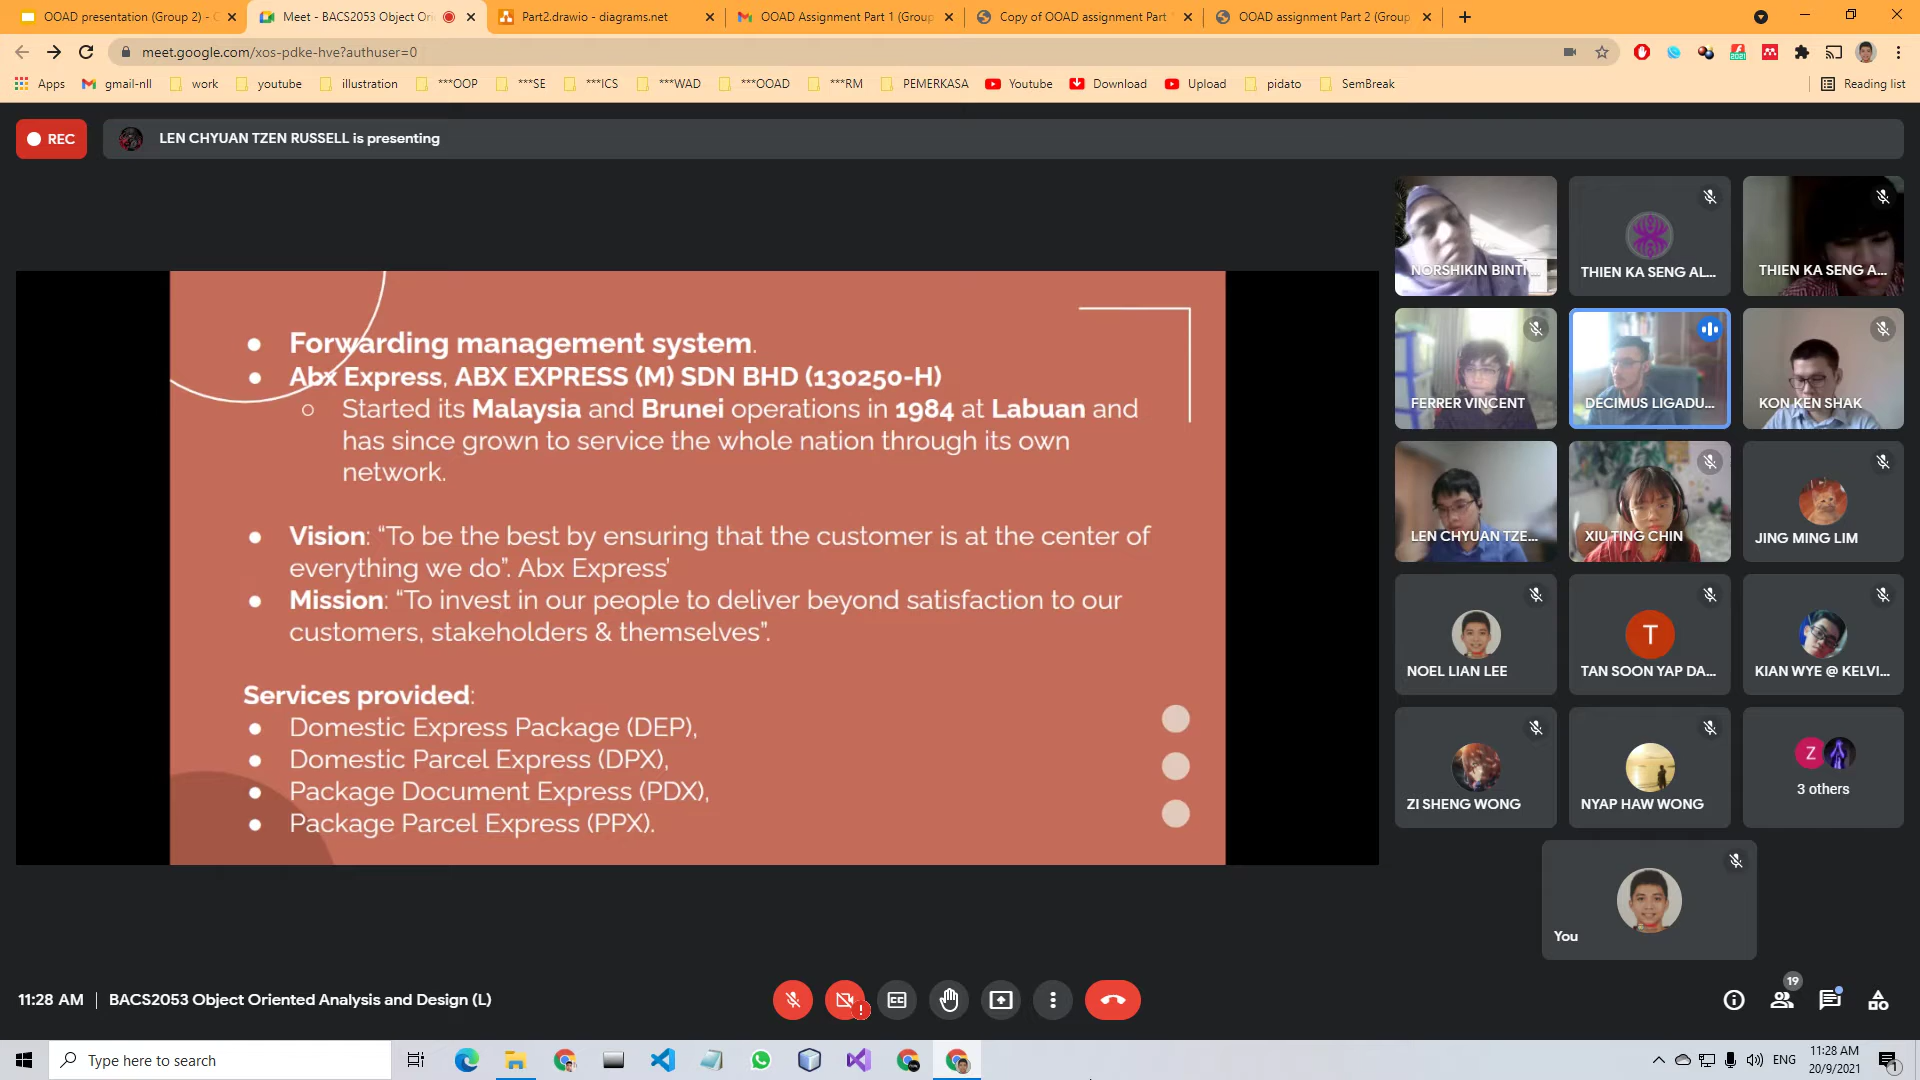 OOAD presentation (Group 2) - G
Meet - BACS2053 Object Ori
Part2.drawio - diagrams.net
OOAD Assignment Part 1 (Group
Copy of OOAD assignment Part
OOAD assignment Part 2 (Group
meet.google.com/xos-pdke-hve?authuser=0
Apps
gmail-nll
work
youtube
illustration
***OOP
***SE
***ICS
***WAD
***OOAD
***RM
PEMERKASA
Youtube
Download
Upload
pidato
SemBreak
Reading list
REC
LEN CHYUAN TZEN RUSSELL is presenting
● Forwarding management system.
● Abx Express, ABX EXPRESS (M) SDN BHD (130250-H)
○ Started its Malaysia and Brunei operations in 1984 at Labuan and
has since grown to service the whole nation through its own
network.
● Vision: “To be the best by ensuring that the customer is at the center of
everything we do”. Abx Express’
● Mission: “To invest in our people to deliver beyond satisfaction to our
customers, stakeholders & themselves”.
Services provided:
● Domestic Express Package (DEP),
● Domestic Parcel Express (DPX),
● Package Document Express (PDX),
● Package Parcel Express (PPX).
NORSHIKIN BINTI ...
THIEN KA SENG AL...
THIEN KA SENG A...
FERRER VINCENT
DECIMUS LIGADU...
KON KEN SHAK
LEN CHYUAN TZE...
XIU TING CHIN
JING MING LIM
NOEL LIAN LEE
T
TAN SOON YAP DA...
KIAN WYE @ KELVI...
ZI SHENG WONG
NYAP HAW WONG
Z
3 others
You
11:28 AM | BACS2053 Object Oriented Analysis and Design (L)
19
Type here to search
ENG
11:28 AM
20/9/2021
1